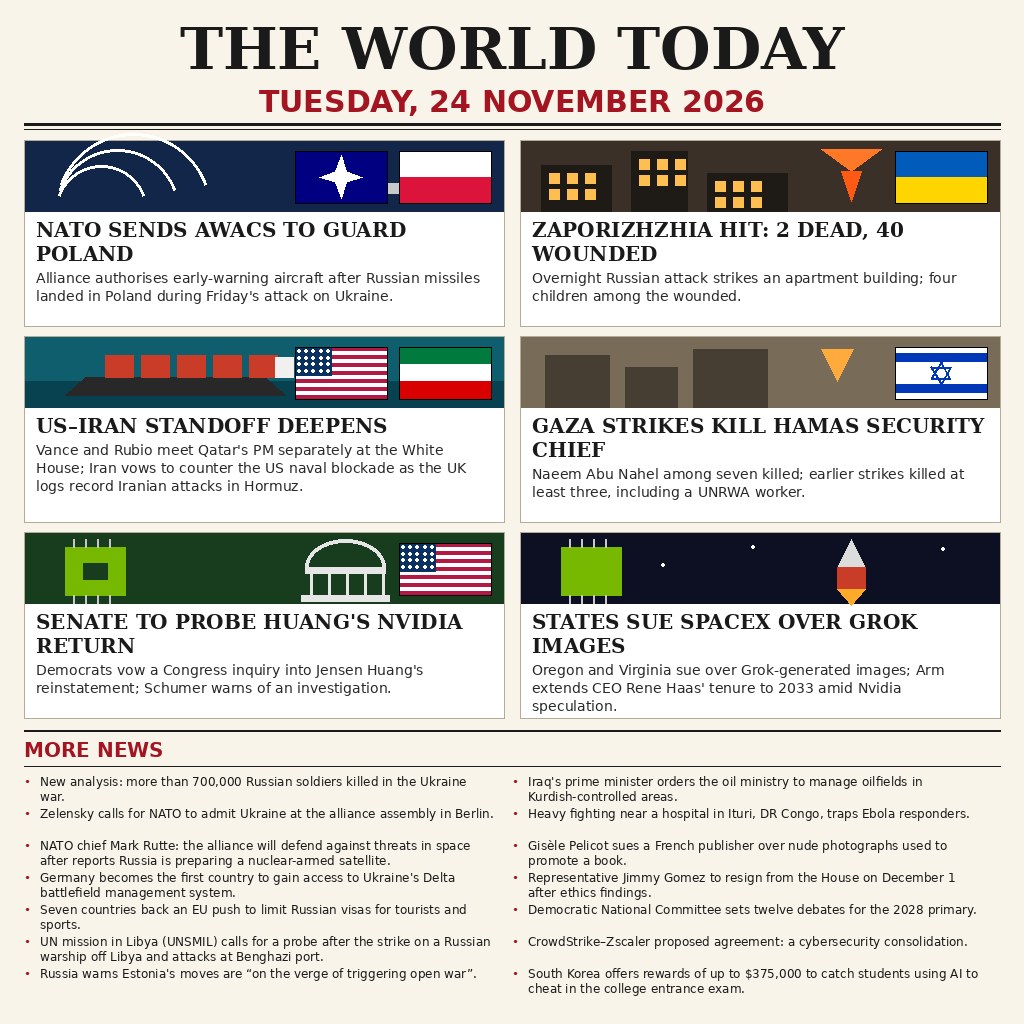 THE WORLD TODAY
TUESDAY, 24 NOVEMBER 2026
NATO SENDS AWACS TO GUARD
POLAND
Alliance authorises early-warning aircraft after Russian missiles
landed in Poland during Friday's attack on Ukraine.
ZAPORIZHZHIA HIT: 2 DEAD, 40
WOUNDED
Overnight Russian attack strikes an apartment building; four
children among the wounded.
US–IRAN STANDOFF DEEPENS
Vance and Rubio meet Qatar's PM separately at the White
House; Iran vows to counter the US naval blockade as the UK
logs record Iranian attacks in Hormuz.
GAZA STRIKES KILL HAMAS SECURITY
CHIEF
Naeem Abu Nahel among seven killed; earlier strikes killed at
least three, including a UNRWA worker.
SENATE TO PROBE HUANG'S NVIDIA
RETURN
Democrats vow a Congress inquiry into Jensen Huang's
reinstatement; Schumer warns of an investigation.
STATES SUE SPACEX OVER GROK
IMAGES
Oregon and Virginia sue over Grok-generated images; Arm
extends CEO Rene Haas' tenure to 2033 amid Nvidia
speculation.
MORE NEWS
• New analysis: more than 700,000 Russian soldiers killed in the Ukraine
war.
• Zelensky calls for NATO to admit Ukraine at the alliance assembly in Berlin.
• NATO chief Mark Rutte: the alliance will defend against threats in space
after reports Russia is preparing a nuclear-armed satellite.
• Germany becomes the first country to gain access to Ukraine's Delta
battlefield management system.
• Seven countries back an EU push to limit Russian visas for tourists and
sports.
• UN mission in Libya (UNSMIL) calls for a probe after the strike on a Russian
warship off Libya and attacks at Benghazi port.
• Russia warns Estonia's moves are “on the verge of triggering open war”.
• Iraq's prime minister orders the oil ministry to manage oilfields in
Kurdish-controlled areas.
• Heavy fighting near a hospital in Ituri, DR Congo, traps Ebola responders.
• Gisèle Pelicot sues a French publisher over nude photographs used to
promote a book.
• Representative Jimmy Gomez to resign from the House on December 1
after ethics findings.
• Democratic National Committee sets twelve debates for the 2028 primary.
• CrowdStrike–Zscaler proposed agreement: a cybersecurity consolidation.
• South Korea offers rewards of up to $375,000 to catch students using AI to
cheat in the college entrance exam.